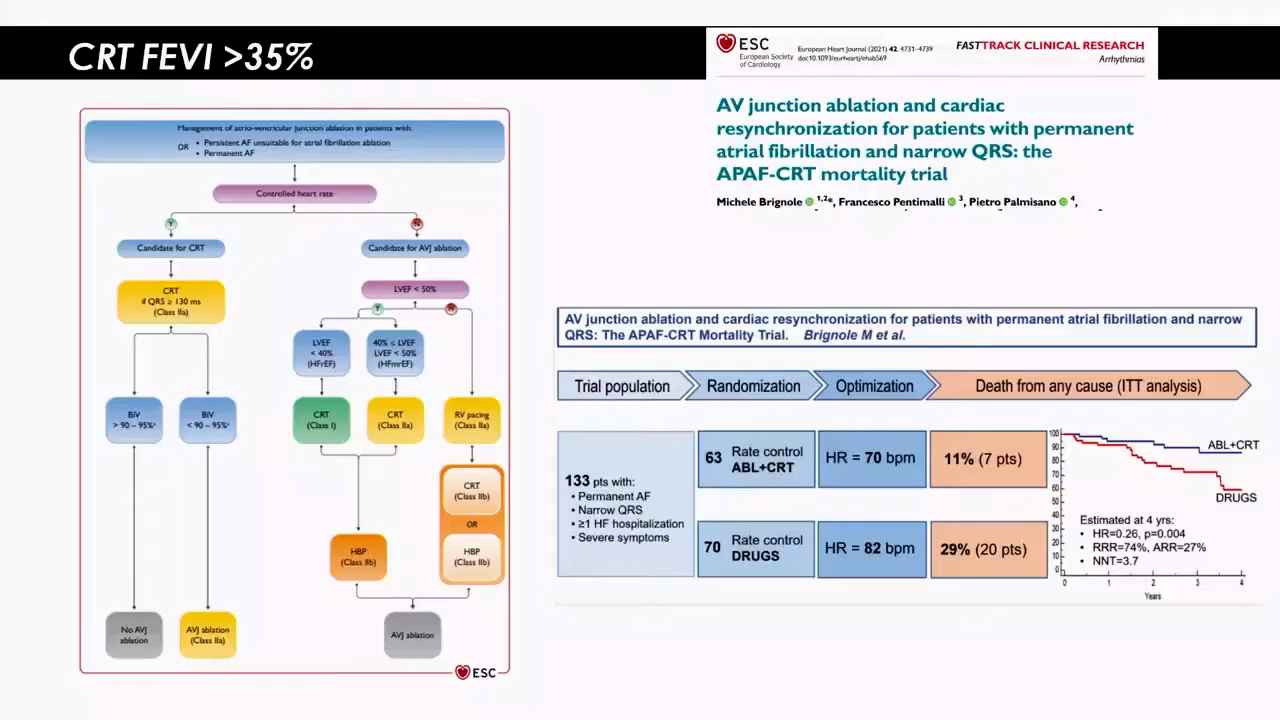 CRT FEVI >35%
ESC
European Society
of Cardiology
European Heart Journal (2021) 42, 4731–4739
doi:10.1093/eurheartj/ehab569
FASTTRACK CLINICAL RESEARCH
Arrhythmias
AV junction ablation and cardiac
resynchronization for patients with permanent
atrial fibrillation and narrow QRS: the
APAF-CRT mortality trial
Michele Brignole 1,2*, Francesco Pentimalli 3, Pietro Palmisano 4,
Management of atrio-ventricular junction ablation in patients with:
OR
• Persistent AF unsuitable for atrial fibrillation ablation
• Permanent AF
Controlled heart rate
Y
N
Candidate for CRT
Candidate for AVJ ablation
CRT
if QRS ≥ 130 ms
(Class IIa)
LVEF < 50%
Y
N
LVEF
< 40%
(HFrEF)
40% ≤ LVEF
LVEF < 50%
(HFmrEF)
BiV
> 90 – 95%ᵃ
BiV
< 90 – 95%ᵃ
CRT
(Class I)
CRT
(Class IIa)
RV pacing
(Class IIa)
CRT
(Class IIb)
OR
HBP
(Class IIb)
HBP
(Class IIb)
No AVJ
ablation
AVJ ablation
(Class IIa)
AVJ ablation
ESC
AV junction ablation and cardiac resynchronization for patients with permanent atrial fibrillation and narrow
QRS: The APAF-CRT Mortality Trial. Brignole M et al.
Trial population
Randomization
Optimization
Death from any cause (ITT analysis)
133 pts with:
• Permanent AF
• Narrow QRS
• ≥1 HF hospitalization
• Severe symptoms
63 Rate control
ABL+CRT
HR = 70 bpm
11% (7 pts)
70 Rate control
DRUGS
HR = 82 bpm
29% (20 pts)
100
90
80
70
60
50
40
30
20
10
0
ABL+CRT
DRUGS
Estimated at 4 yrs:
• HR=0.26, p=0.004
• RRR=74%, ARR=27%
• NNT=3.7
0 1 2 3 4
Years